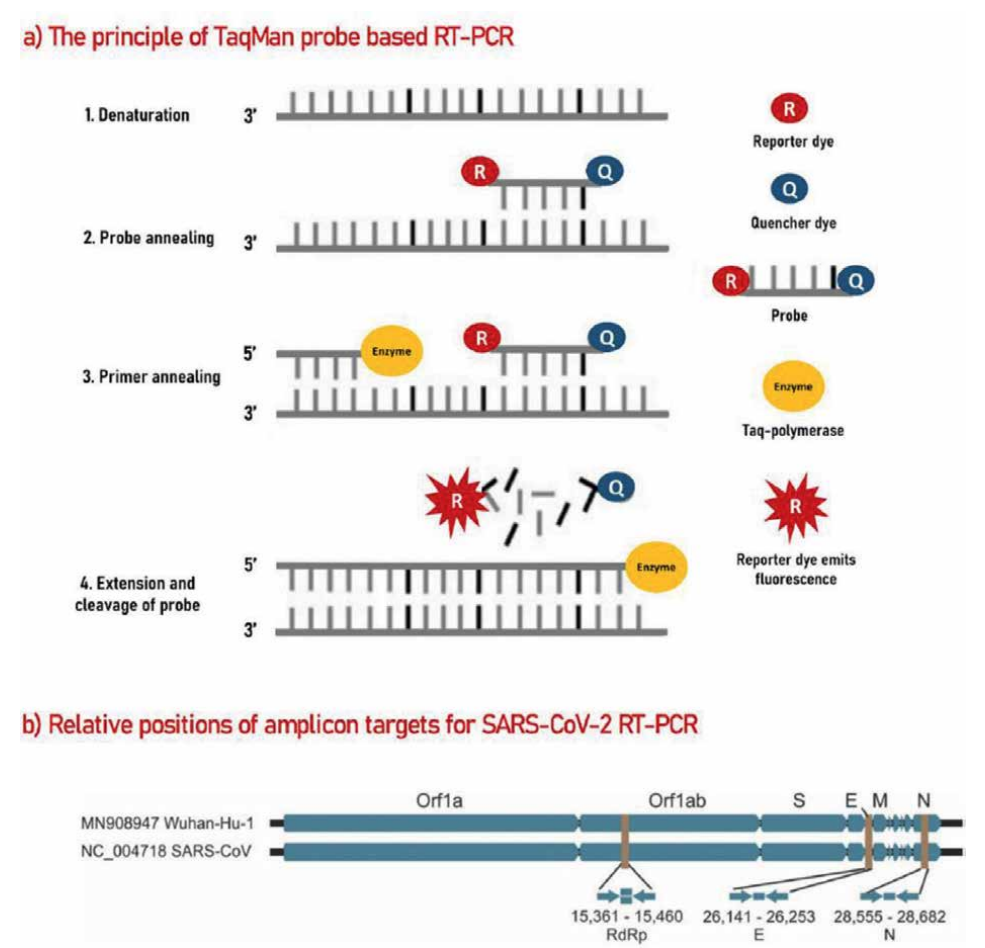 a) The principle of TaqMan probe based RT-PCR
1. Denaturation
3'
R
Reporter dye
R
Q
Q
Quencher dye
2. Probe annealing
3'
R
Q
Probe
5'
Enzyme
R
Q
3. Primer annealing
3'
Enzyme
Taq-polymerase
R
Q
R
Reporter dye emits
fluorescence
5'
Enzyme
4. Extension and
cleavage of probe
3'
b) Relative positions of amplicon targets for SARS-CoV-2 RT-PCR
Orf1a Orf1ab S E M N
MN908947 Wuhan-Hu-1
NC_004718 SARS-CoV
15,361 - 15,460 26,141 - 26,253 28,555 - 28,682
RdRp E N